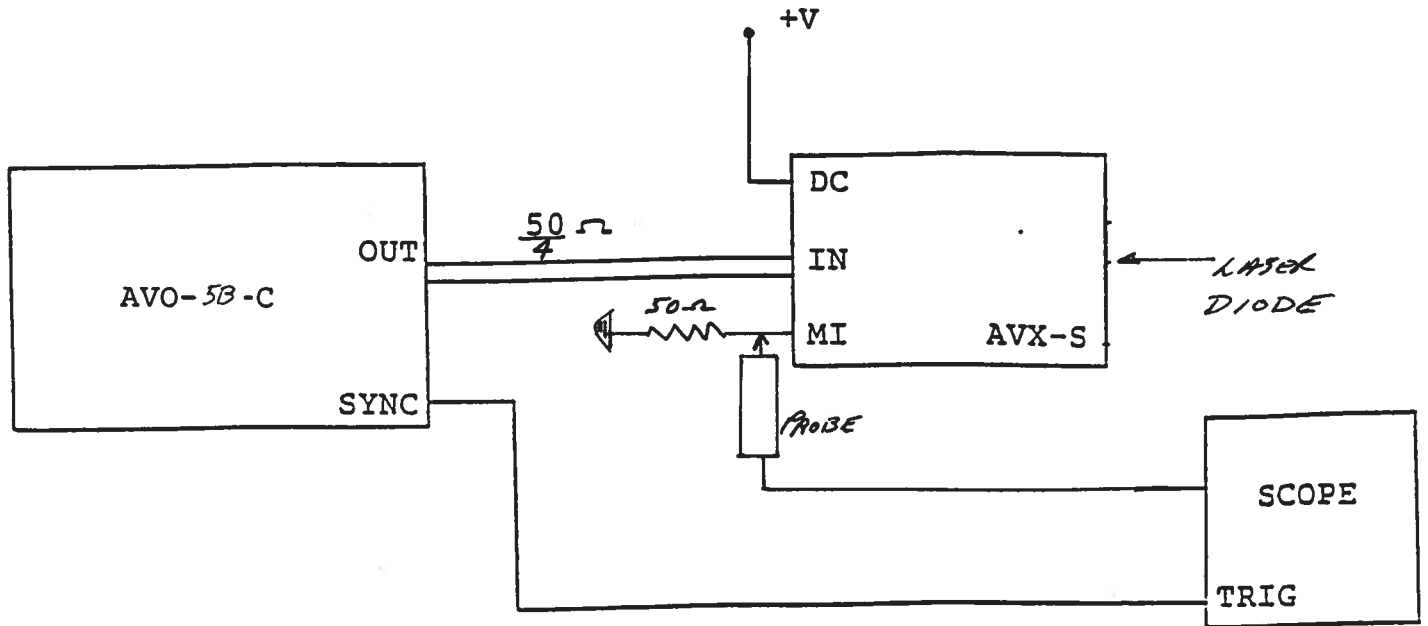 +V
DC
50/4 Ω
OUT
IN
AVO-5B-C
50Ω
MI
AVX-S
LASER
DIODE
SYNC
PROBE
SCOPE
TRIG